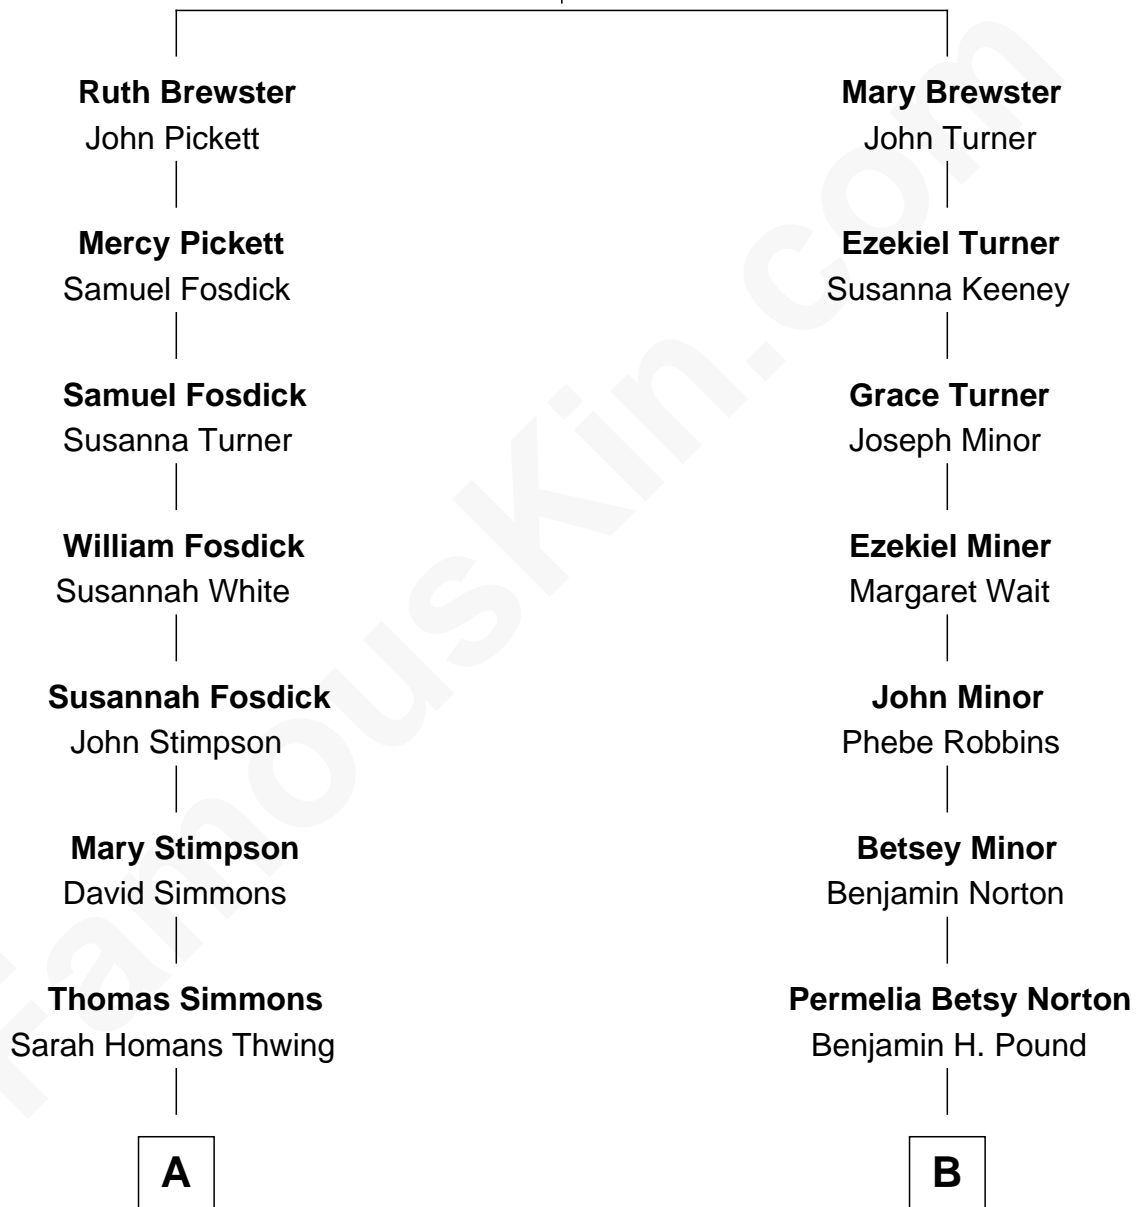 Ruth Brewster
John Pickett
Mercy Pickett
Samuel Fosdick
Samuel Fosdick
Susanna Turner
William Fosdick
Susannah White
Susannah Fosdick
John Stimpson
Mary Stimpson
David Simmons
Thomas Simmons
Sarah Homans Thwing
A
Mary Brewster
John Turner
Ezekiel Turner
Susanna Keeney
Grace Turner
Joseph Minor
Ezekiel Miner
Margaret Wait
John Minor
Phebe Robbins
Betsey Minor
Benjamin Norton
Permelia Betsy Norton
Benjamin H. Pound
B
FamousKin.com